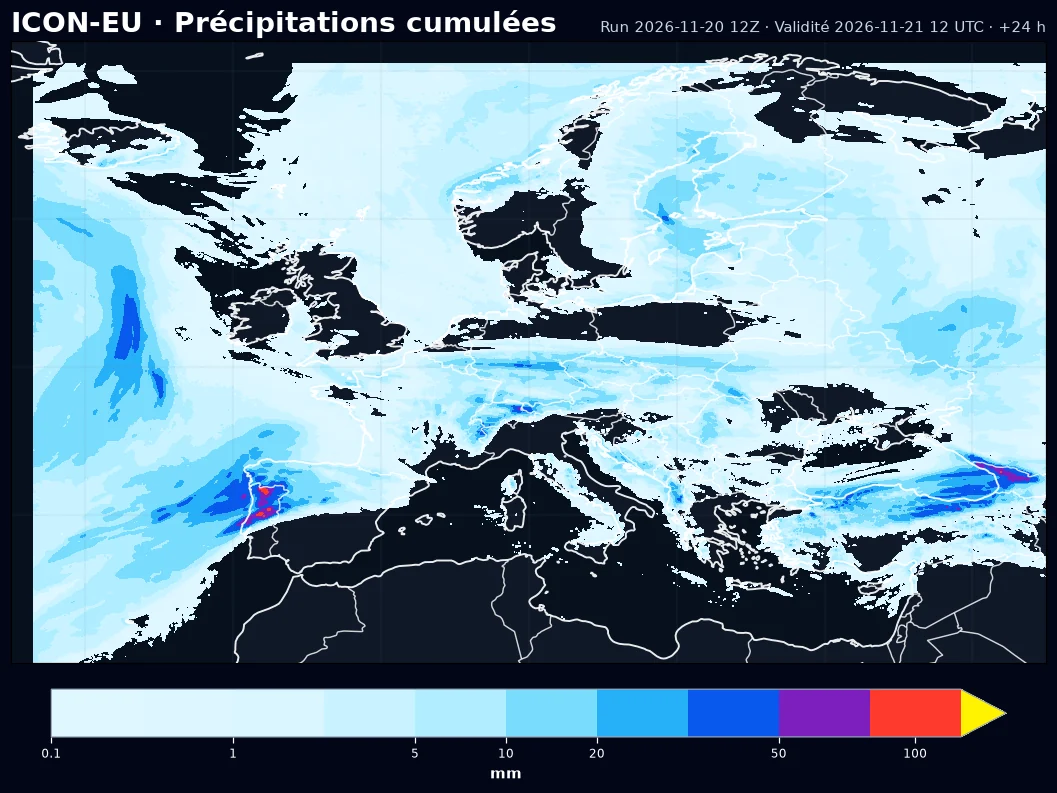 ICON-EU · Précipitations cumulées
Run 2026-11-20 12Z · Validité 2026-11-21 12 UTC · +24 h
0.1 1 5 10 20 50 100
mm